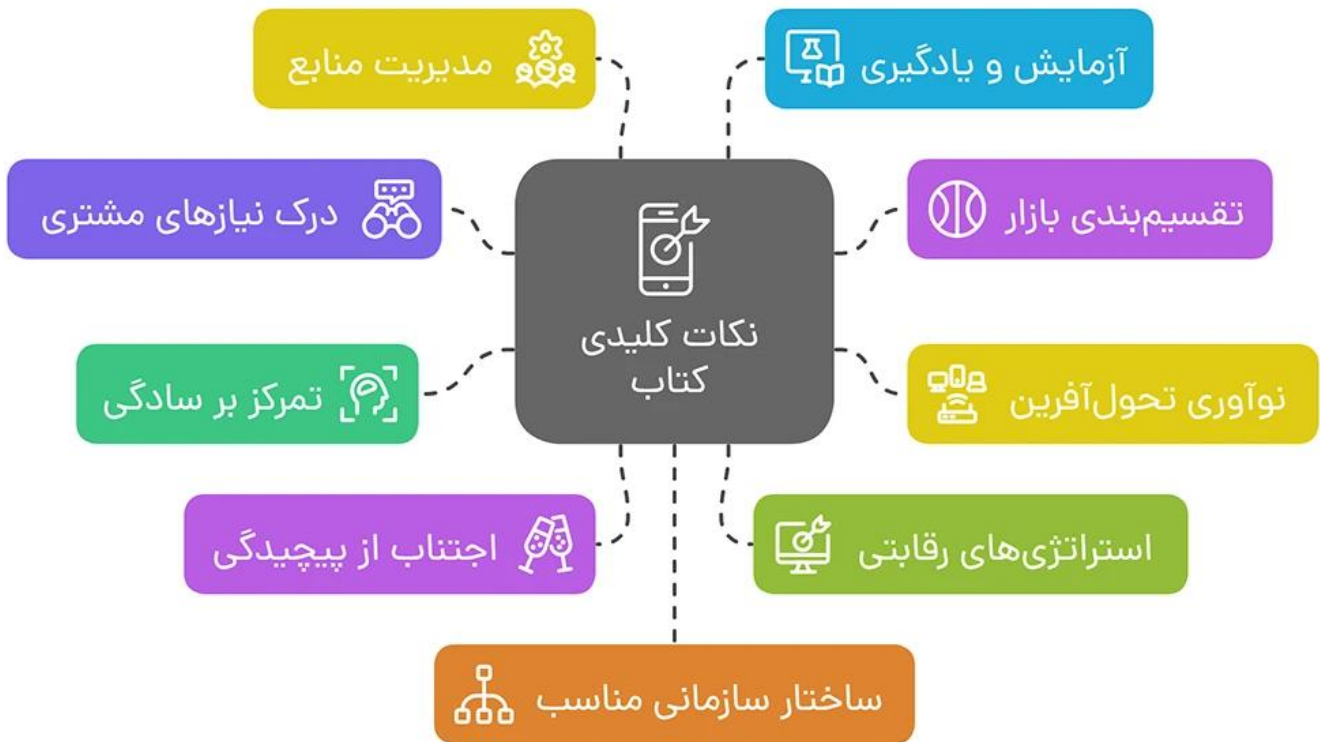 آزمایش و یادگیری
مدیریت منابع
تقسیم‌بندی بازار
درک نیازهای مشتری
نکات کلیدی
کتاب
نوآوری تحول‌آفرین
تمرکز بر سادگی
استراتژی‌های رقابتی
اجتناب از پیچیدگی
ساختار سازمانی مناسب